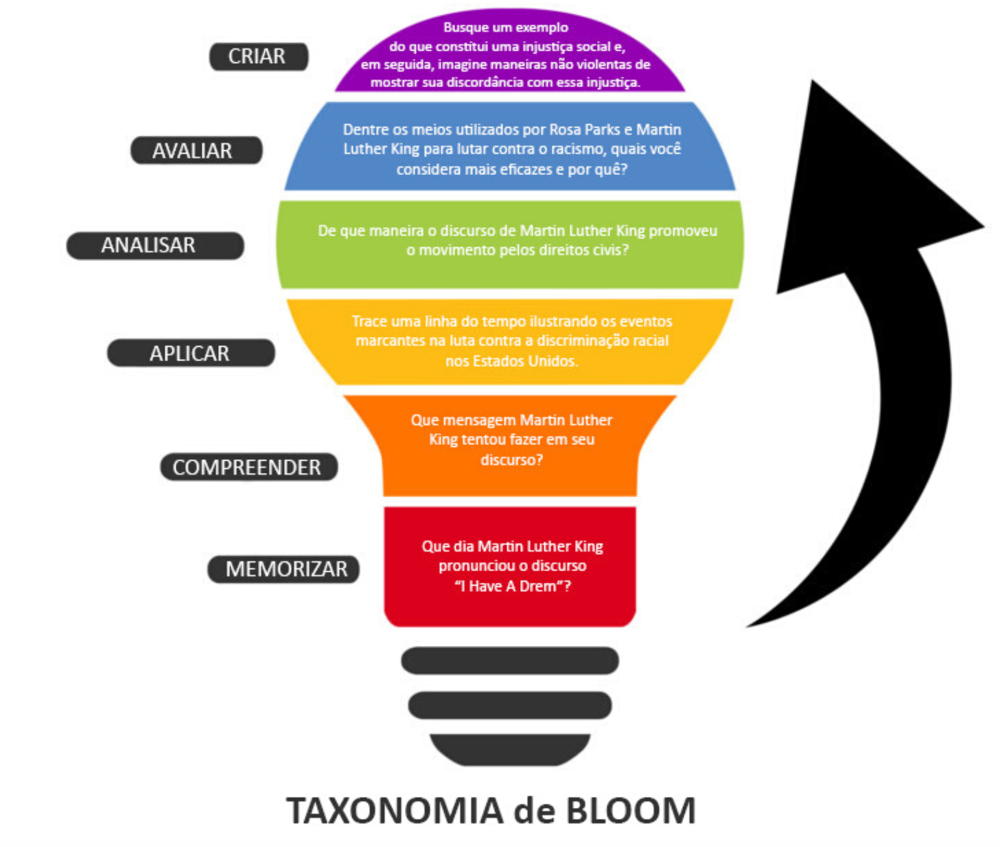 CRIAR
Busque um exemplo
do que constitui uma injustiça social e,
em seguida, imagine maneiras não violentas de
mostrar sua discordância com essa injustiça.
AVALIAR
Dentre os meios utilizados por Rosa Parks e Martin
Luther King para lutar contra o racismo, quais você
considera mais eficazes e por quê?
ANALISAR
De que maneira o discurso de Martin Luther King promoveu
o movimento pelos direitos civis?
APLICAR
Trace uma linha do tempo ilustrando os eventos
marcantes na luta contra a discriminação racial
nos Estados Unidos.
COMPREENDER
Que mensagem Martin Luther
King tentou fazer em seu
discurso?
MEMORIZAR
Que dia Martin Luther King
pronunciou o discurso
“I Have A Drem”?
TAXONOMIA de BLOOM